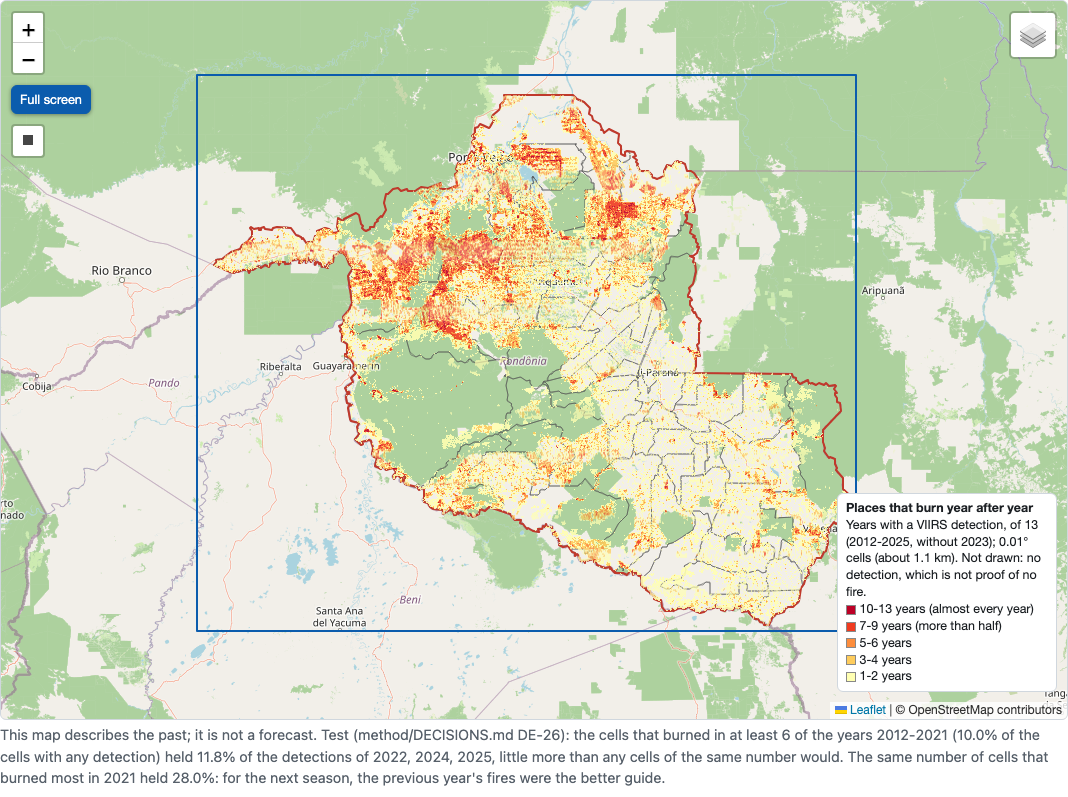 +
−
Full screen
Rio Branco
Aripuanã
Rondônia
Riberalta
Guayaramerín
Cobija
Pando
Santa Ana
del Yacuma
Beni
Places that burn year after year
Years with a VIIRS detection, of 13
(2012-2025, without 2023); 0.01°
cells (about 1.1 km). Not drawn: no
detection, which is not proof of no
fire.
10-13 years (almost every year)
7-9 years (more than half)
5-6 years
3-4 years
1-2 years
Leaflet | © OpenStreetMap contributors
This map describes the past; it is not a forecast. Test (method/DECISIONS.md DE-26): the cells that burned in at least 6 of the years 2012-2021 (10.0% of the
cells with any detection) held 11.8% of the detections of 2022, 2024, 2025, little more than any cells of the same number would. The same number of cells that
burned most in 2021 held 28.0%: for the next season, the previous year's fires were the better guide.